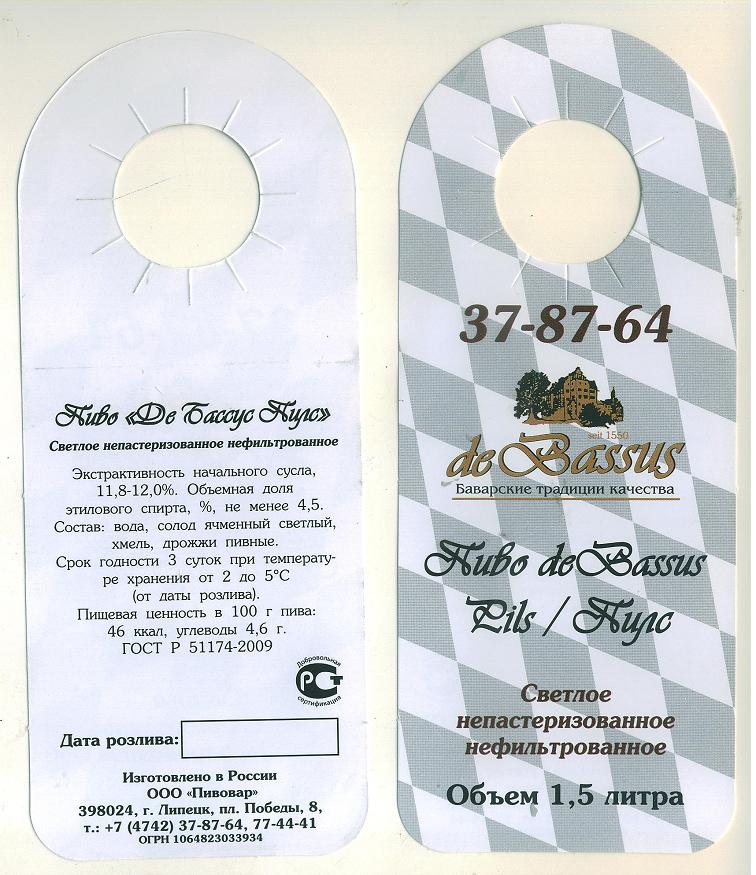 Пиво «Де Бассус Пилс»
Светлое непастеризованное нефильтрованное
Экстрактивность начального сусла,
11,8-12,0%. Объемная доля
этилового спирта, %, не менее 4,5.
Состав: вода, солод ячменный светлый,
хмель, дрожжи пивные.
Срок годности 3 суток при температу-
ре хранения от 2 до 5°С
(от даты розлива).
Пищевая ценность в 100 г пива:
46 ккал, углеводы 4,6 г.
ГОСТ Р 51174-2009
Добровольная
РСТ
сертификация
Дата розлива:
Изготовлено в России
ООО «Пивовар»
398024, г. Липецк, пл. Победы, 8,
т.: +7 (4742) 37-87-64, 77-44-41
ОГРН 1064823033934
37-87-64
seit 1550
de Bassus
Баварские традиции качества
Пиво de Bassus
Pils / Пилс
Светлое
непастеризованное
нефильтрованное
Объем 1,5 литра